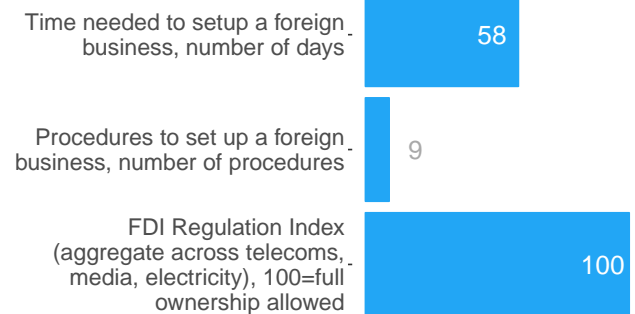 Time needed to setup a foreign
business, number of days
58
Procedures to set up a foreign
business, number of procedures
9
FDI Regulation Index
(aggregate across telecoms,
media, electricity), 100=full
ownership allowed
100